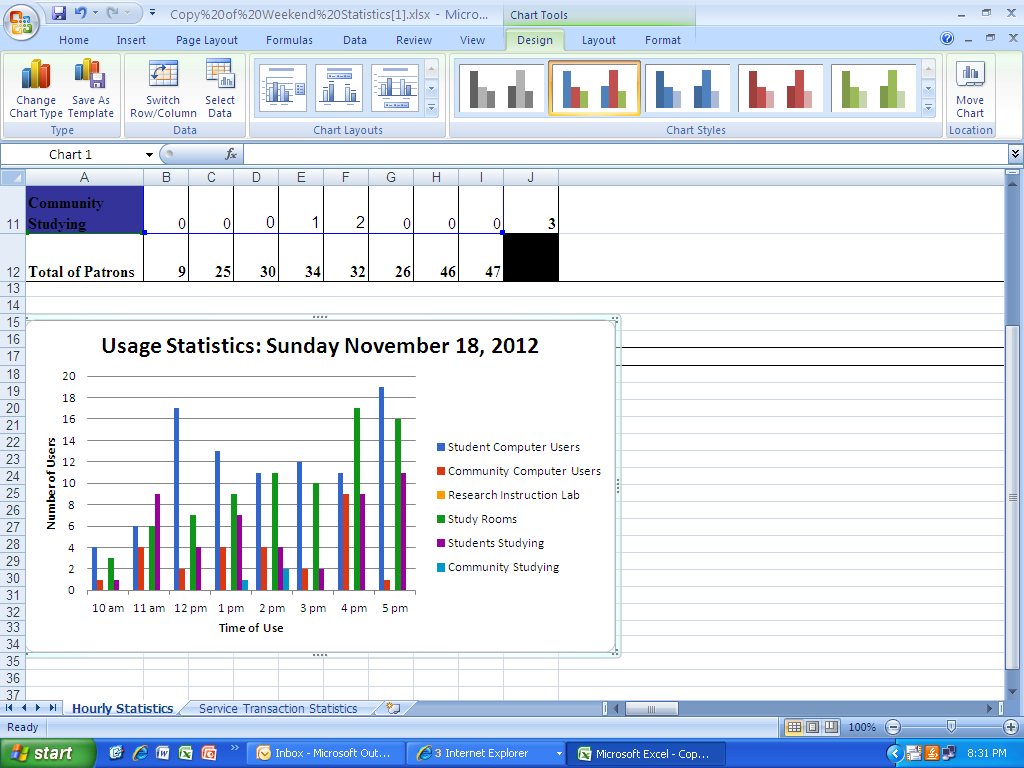 Copy%20of%20Weekend%20Statistics[1].xlsx - Micro... Chart Tools
Home Insert Page Layout Formulas Data Review View Design Layout Format
Change Chart Type
Save As Template
Switch Row/Column
Select Data
Move Chart
Type Data Chart Layouts Chart Styles Location
Chart 1 fx
A B C D E F G H I J
11 Community Studying 0 0 0 1 2 0 0 0 3
12 Total of Patrons 9 25 30 34 32 26 46 47
13
14
15
16
17
18
19
20
21
22
23
24
25
26
27
28
29
30
31
32
33
34
35
36
37
Usage Statistics: Sunday November 18, 2012
Number of Users
20
18
16
14
12
10
8
6
4
2
0
10 am 11 am 12 pm 1 pm 2 pm 3 pm 4 pm 5 pm
Time of Use
Student Computer Users
Community Computer Users
Research Instruction Lab
Study Rooms
Students Studying
Community Studying
Hourly Statistics Service Transaction Statistics
Ready 100%
start Inbox - Microsoft Out... 3 Internet Explorer Microsoft Excel - Cop... 8:31 PM